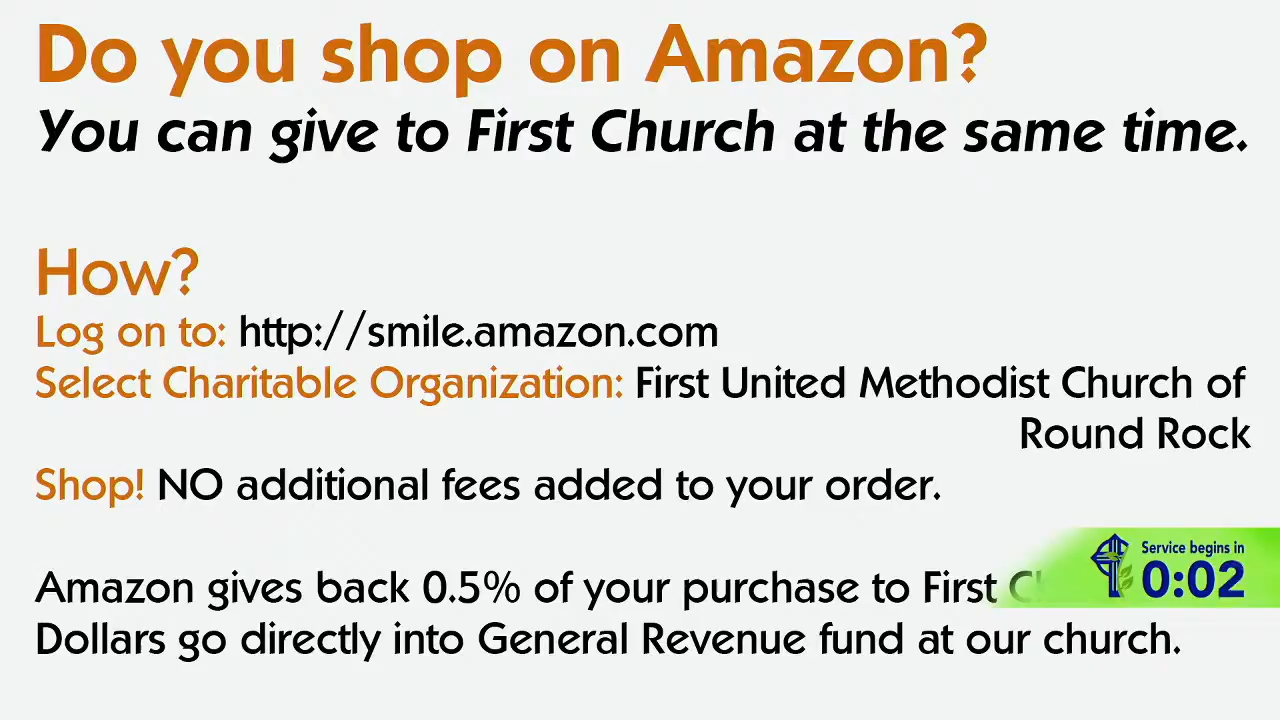 Do you shop on Amazon?
You can give to First Church at the same time.
How?
Log on to: http://smile.amazon.com
Select Charitable Organization: First United Methodist Church of
Round Rock
Shop! NO additional fees added to your order.
Service begins in
0:02
Amazon gives back 0.5% of your purchase to First
Dollars go directly into General Revenue fund at our church.